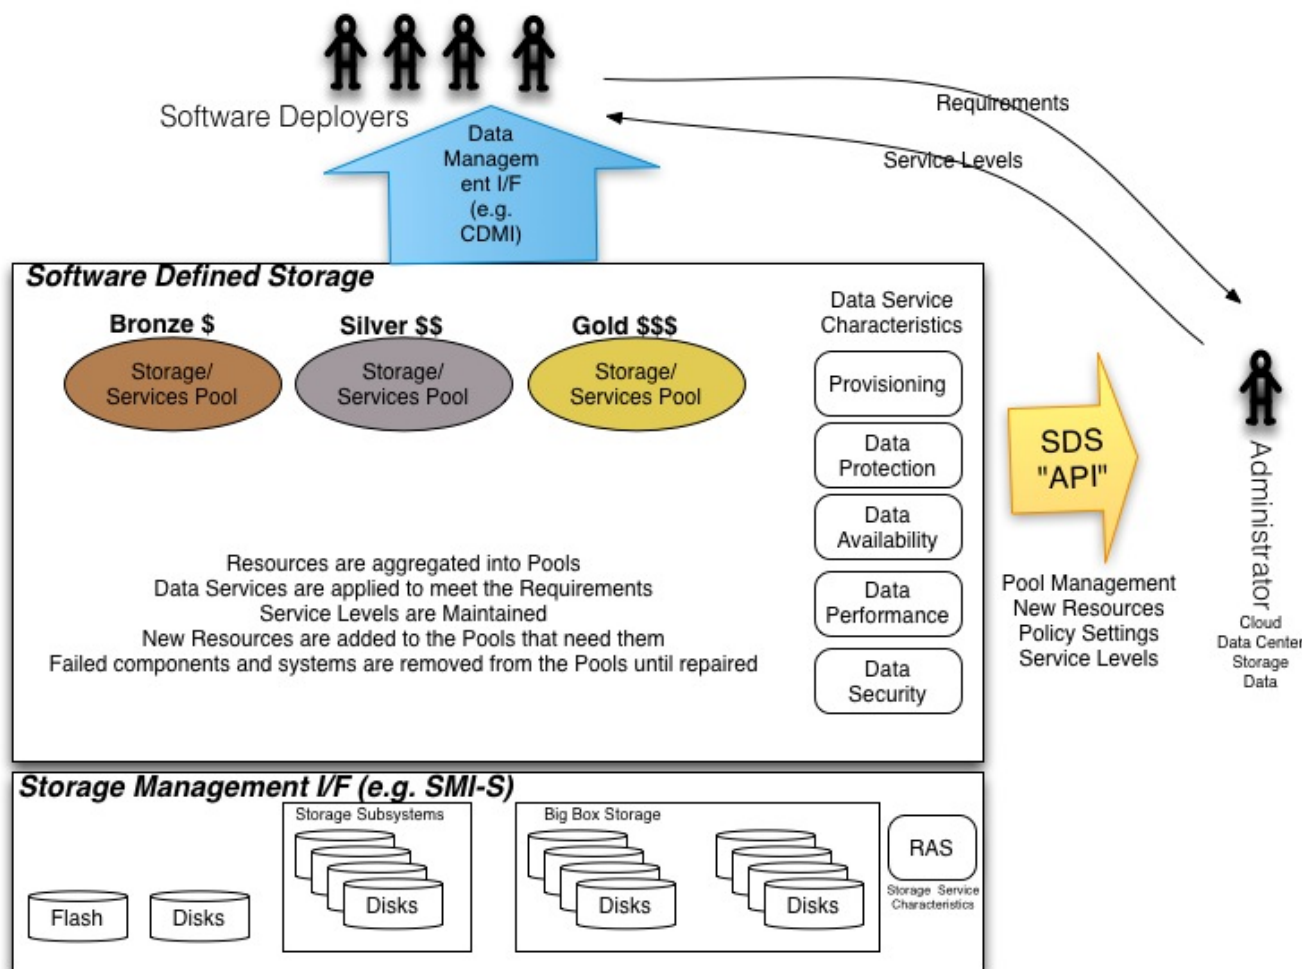 Software Deployers
Requirements
Service Levels
Data
Managem
ent I/F
(e.g.
CDMI)
Software Defined Storage
Bronze $
Silver $$
Gold $$$
Storage/
Services Pool
Storage/
Services Pool
Storage/
Services Pool
Data Service
Characteristics
Provisioning
Data
Protection
Data
Availability
Data
Performance
Data
Security
Resources are aggregated into Pools
Data Services are applied to meet the Requirements
Service Levels are Maintained
New Resources are added to the Pools that need them
Failed components and systems are removed from the Pools until repaired
SDS
"API"
Pool Management
New Resources
Policy Settings
Service Levels
Administrator
Cloud
Data Center
Storage
Data
Storage Management I/F (e.g. SMI-S)
Flash
Disks
Storage Subsystems
Disks
Big Box Storage
Disks
Disks
RAS
Storage Service
Characteristics